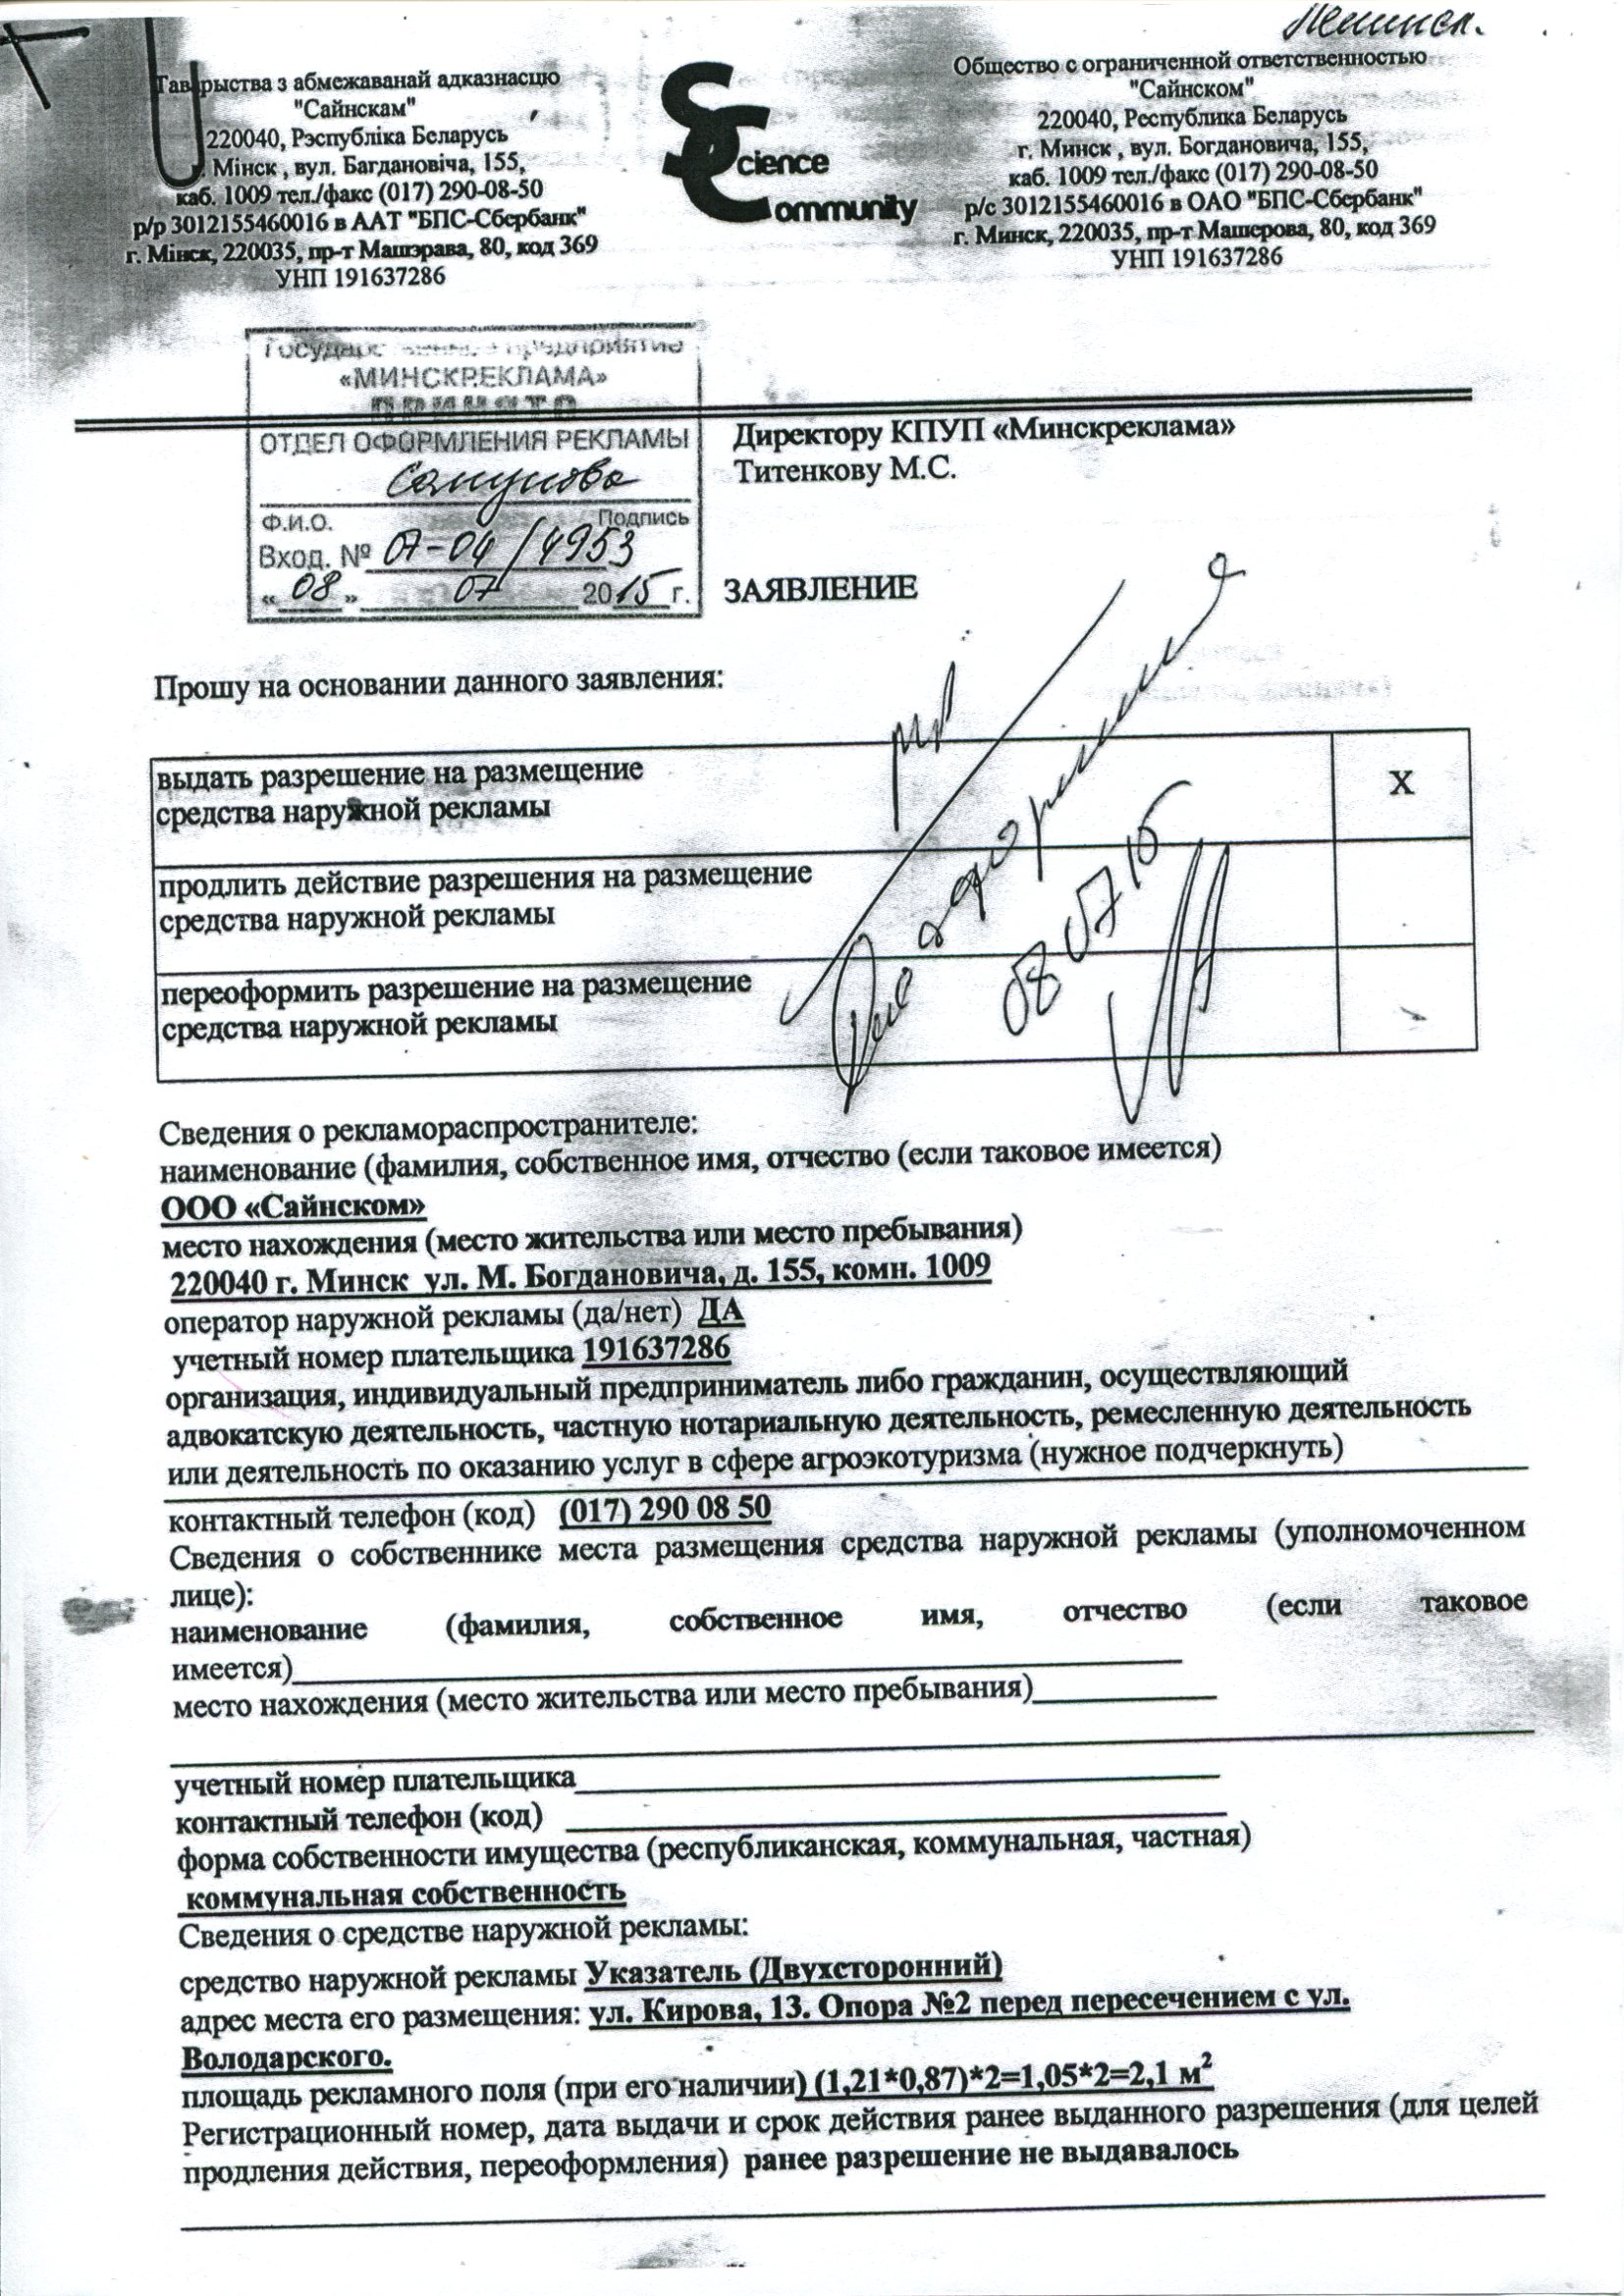 Ленинск.
Таварыства з абмежаванай адказнасцю
"Сайнскам"
220040, Рэспубліка Беларусь
Мінск , вул. Багдановіча, 155,
каб. 1009 тел./факс (017) 290-08-50
р/р 3012155460016 в ААТ "БПС-Сбербанк"
г. Мінск, 220035, пр-т Машэрава, 80, код 369
УНП 191637286
Science
Community
Общество с ограниченной ответственностью
"Сайнском"
220040, Республика Беларусь
г. Минск , вул. Богдановича, 155,
каб. 1009 тел./факс (017) 290-08-50
р/с 3012155460016 в ОАО "БПС-Сбербанк"
г. Минск, 220035, пр-т Машерова, 80, код 369
УНП 191637286
Государственное предприятие
«МИНСКРЕКЛАМА»
ПРИНЯТО
ОТДЕЛ ОФОРМЛЕНИЯ РЕКЛАМЫ
Ф.И.О. Подпись
Вход. № 07-04/4953
« 08 » 07 2015 г.
Директору КПУП «Минскреклама»
Титенкову М.С.
ЗАЯВЛЕНИЕ
Прошу на основании данного заявления:
выдать разрешение на размещение
средства наружной рекламы
X
продлить действие разрешения на размещение
средства наружной рекламы
переоформить разрешение на размещение
средства наружной рекламы
08 07 15
Сведения о рекламораспространителе:
наименование (фамилия, собственное имя, отчество (если таковое имеется)
ООО «Сайнском»
место нахождения (место жительства или место пребывания)
220040 г. Минск ул. М. Богдановича, д. 155, комн. 1009
оператор наружной рекламы (да/нет) ДА
учетный номер плательщика 191637286
организация, индивидуальный предприниматель либо гражданин, осуществляющий
адвокатскую деятельность, частную нотариальную деятельность, ремесленную деятельность
или деятельность по оказанию услуг в сфере агроэкотуризма (нужное подчеркнуть)
контактный телефон (код) (017) 290 08 50
Сведения о собственнике места размещения средства наружной рекламы (уполномоченном
лице):
наименование (фамилия, собственное имя, отчество (если таковое
имеется)
место нахождения (место жительства или место пребывания)
учетный номер плательщика
контактный телефон (код)
форма собственности имущества (республиканская, коммунальная, частная)
коммунальная собственность
Сведения о средстве наружной рекламы:
средство наружной рекламы Указатель (Двухсторонний)
адрес места его размещения: ул. Кирова, 13. Опора №2 перед пересечением с ул.
Володарского.
площадь рекламного поля (при его наличии) (1,21*0,87)*2=1,05*2=2,1 м²
Регистрационный номер, дата выдачи и срок действия ранее выданного разрешения (для целей
продления действия, переоформления) ранее разрешение не выдавалось